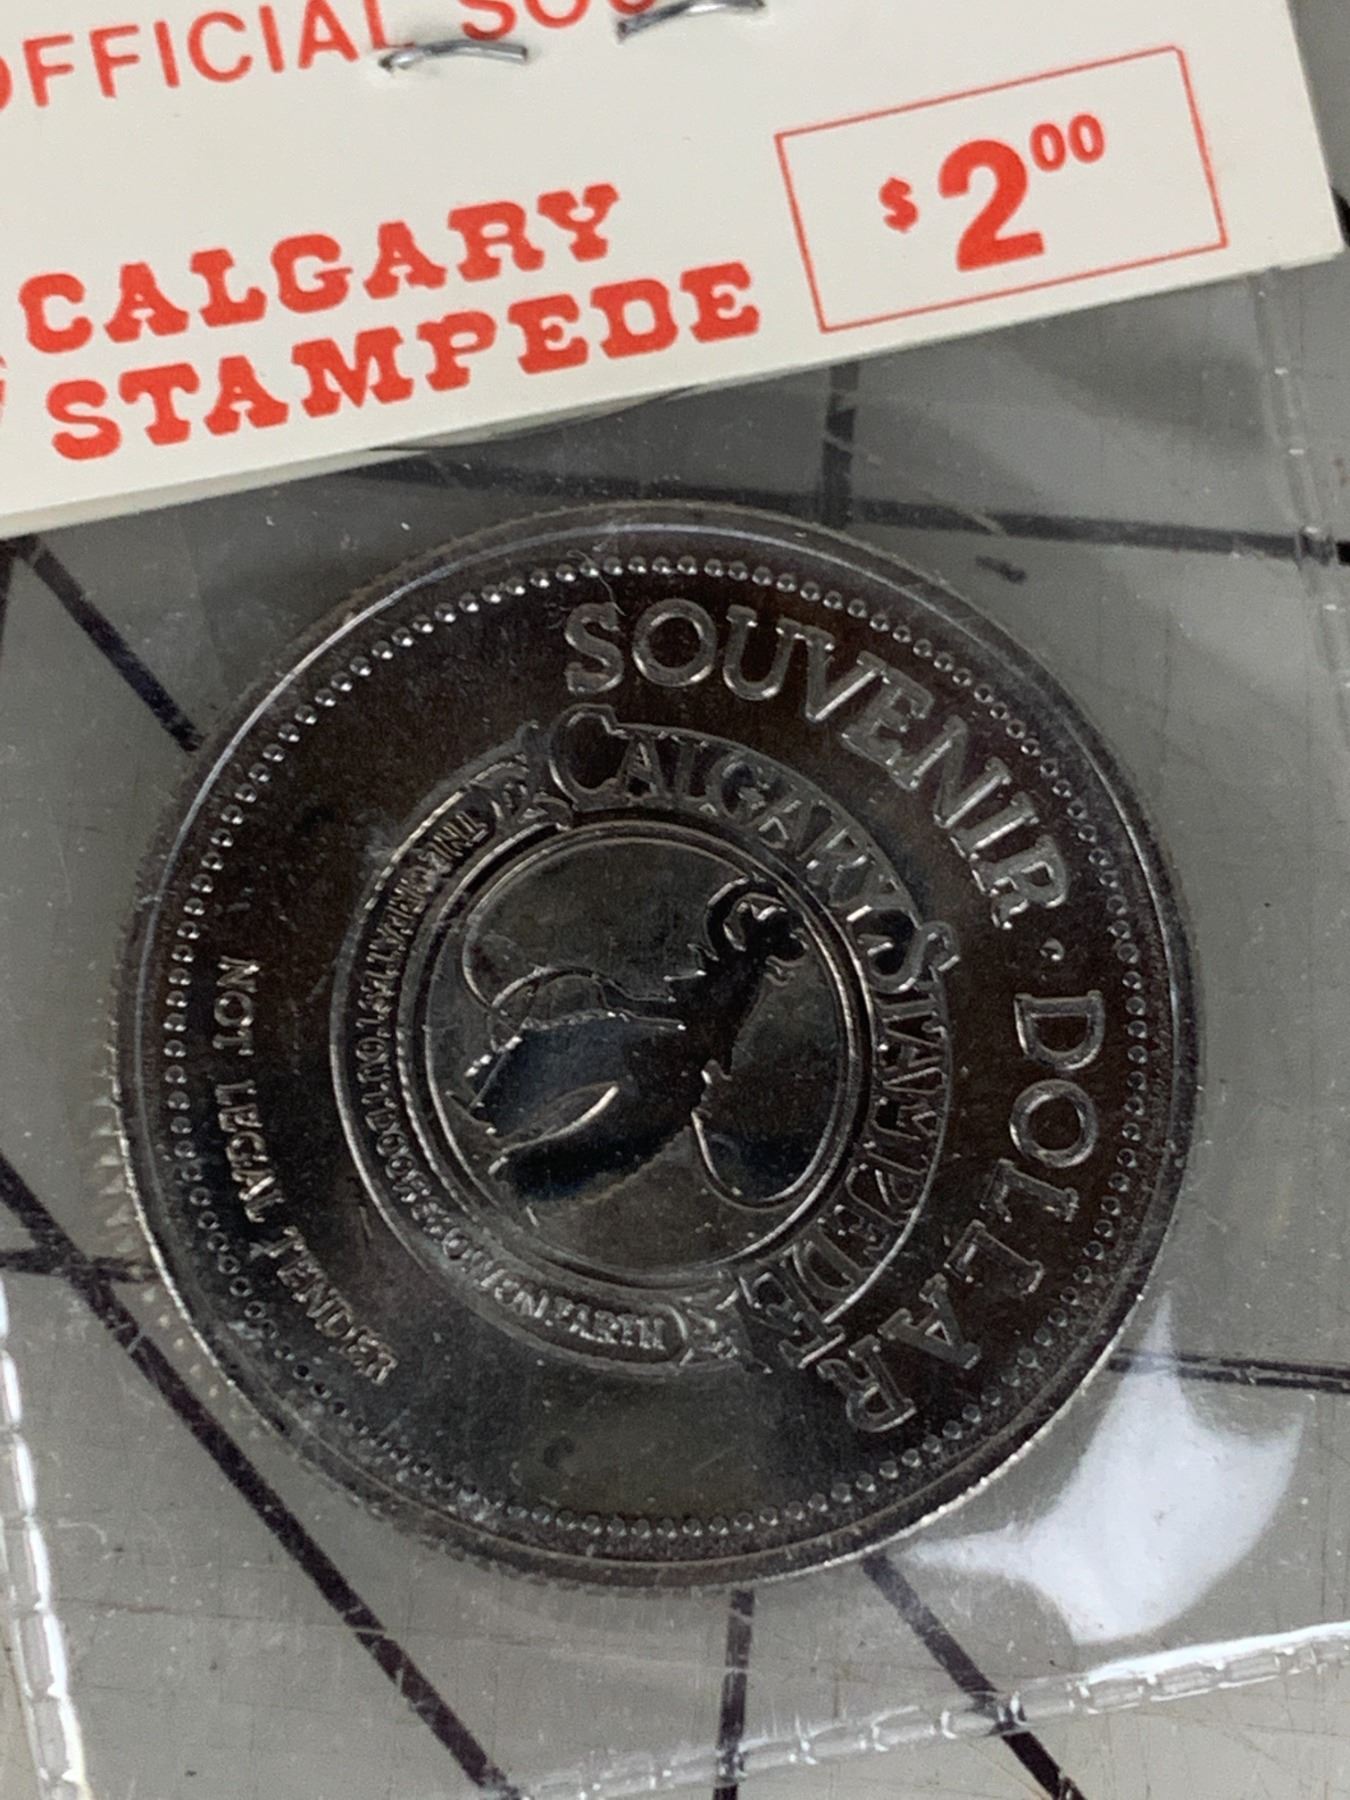 OFFICIAL SOU
CALGARY
STAMPEDE
$2.00
SOUVENIR · DOLLAR
CALGARY STAMPEDE
THE GREATEST OUTDOOR SHOW ON EARTH
NOT LEGAL TENDER